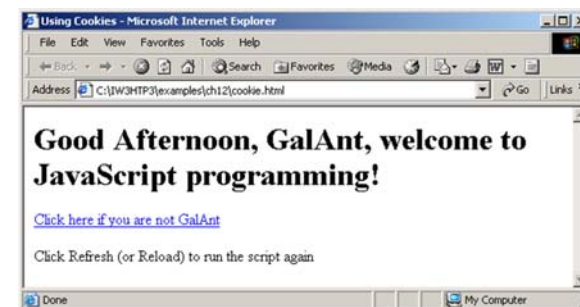 Using Cookies - Microsoft Internet Explorer
File Edit View Favorites Tools Help
Back Search Favorites Media
Address C:\IW3HTP3\examples\ch12\cookie.html Go Links
Good Afternoon, GalAnt, welcome to
JavaScript programming!
Click here if you are not GalAnt
Click Refresh (or Reload) to run the script again
Done My Computer